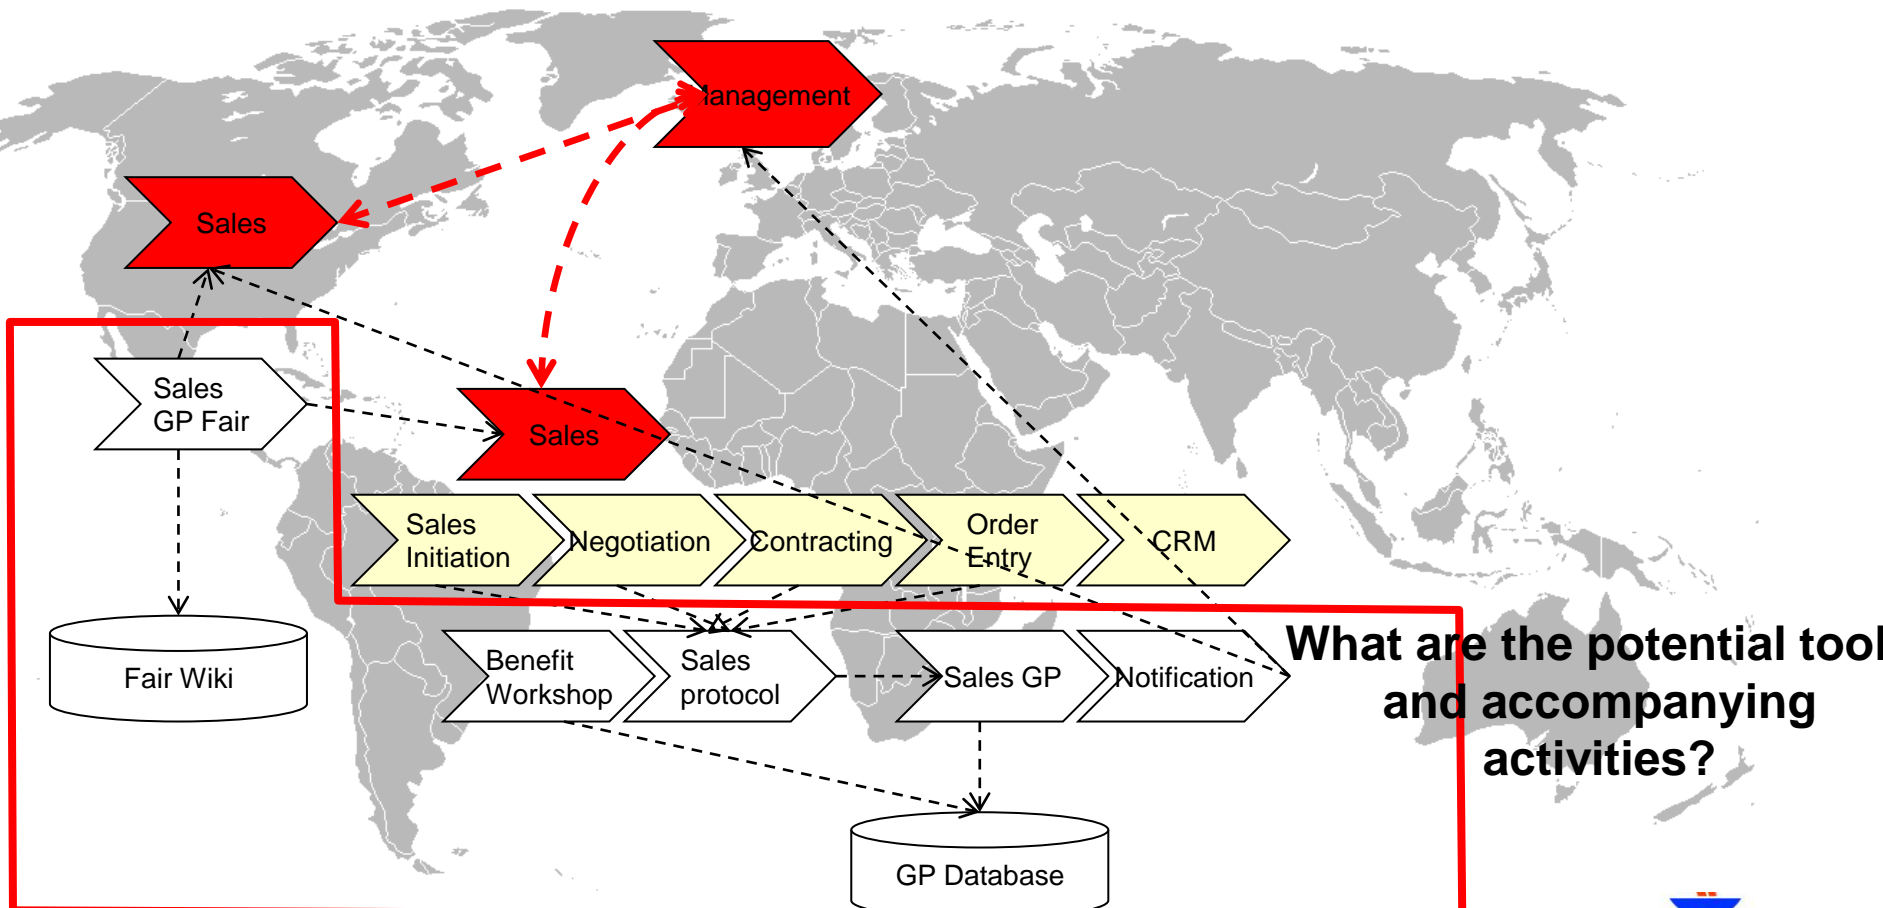 Management
Sales
Sales
GP Fair
Sales
Sales
Initiation
Negotiation
Contracting
Order
Entry
CRM
Benefit
Workshop
Sales
protocol
Sales GP
Notification
Fair Wiki
What are the potential tool
and accompanying
activities?
GP Database